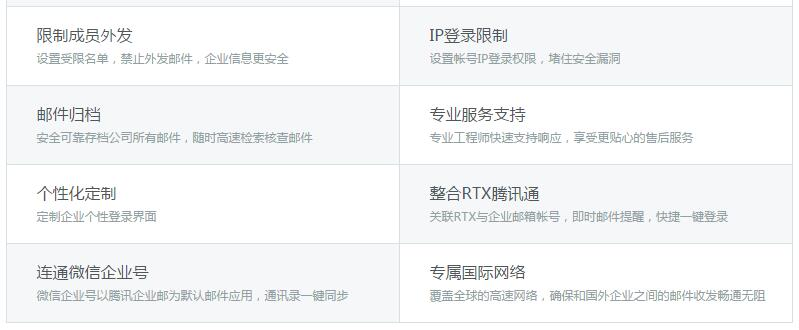 限制成员外发
设置受限名单，禁止外发邮件，企业信息更安全
IP登录限制
设置帐号IP登录权限，堵住安全漏洞
邮件归档
安全可靠存档公司所有邮件，随时高速检索核查邮件
专业服务支持
专业工程师快速支持响应，享受更贴心的售后服务
个性化定制
定制企业个性登录界面
整合RTX腾讯通
关联RTX与企业邮箱帐号，即时邮件提醒，快捷一键登录
连通微信企业号
微信企业号以腾讯企业邮为默认邮件应用，通讯录一键同步
专属国际网络
覆盖全球的高速网络，确保和国外企业之间的邮件收发畅通无阻